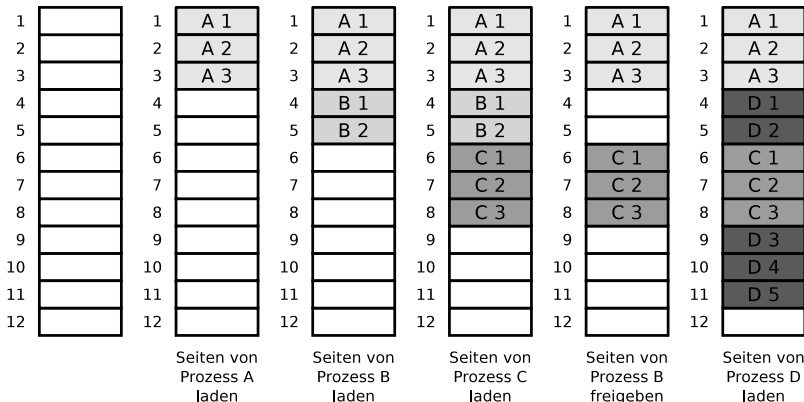 1 1 A 1 1 A 1 1 A 1 1 A 1 1 A 1
2 2 A 2 2 A 2 2 A 2 2 A 2 2 A 2
3 3 A 3 3 A 3 3 A 3 3 A 3 3 A 3
4 4 4 B 1 4 B 1 4 4 D 1
5 5 5 B 2 5 B 2 5 5 D 2
6 6 6 6 C 1 6 C 1 6 C 1
7 7 7 7 C 2 7 C 2 7 C 2
8 8 8 8 C 3 8 C 3 8 C 3
9 9 9 9 9 9 D 3
10 10 10 10 10 10 D 4
11 11 11 11 11 11 D 5
12 12 12 12 12 12
Seiten von Seiten von Seiten von Seiten von Seiten von
Prozess A Prozess B Prozess C Prozess B Prozess D
laden laden laden freigeben laden